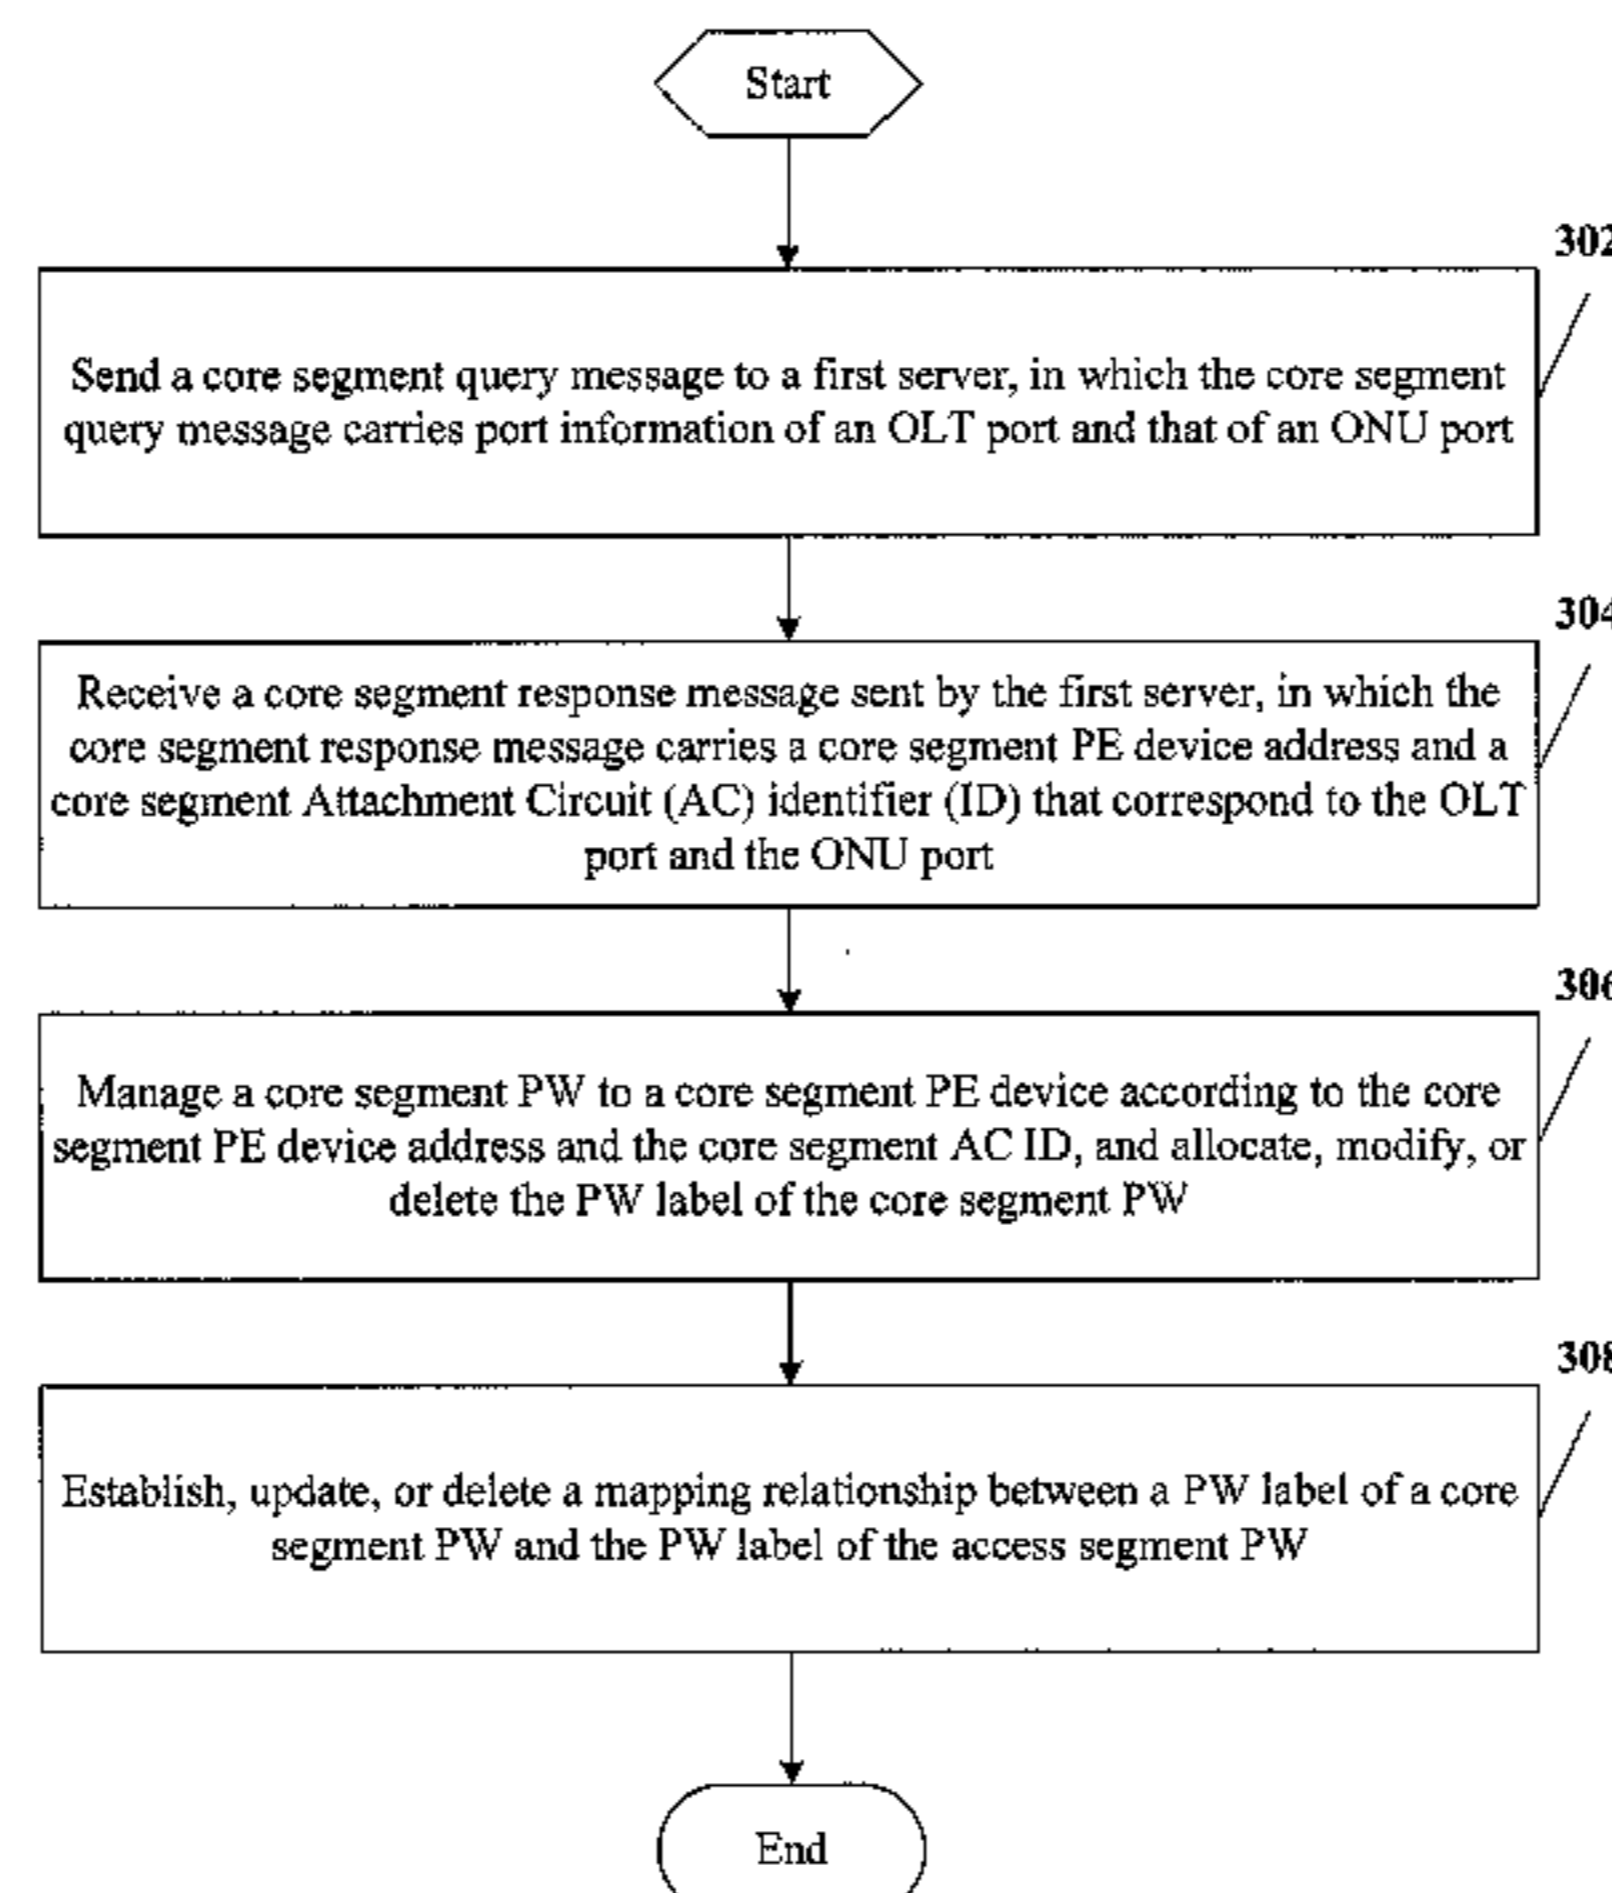 Start
302
Send a core segment query message to a first server, in which the core segment
query message carries port information of an OLT port and that of an ONU port
304
Receive a core segment response message sent by the first server, in which the
core segment response message carries a core segment PE device address and a
core segment Attachment Circuit (AC) identifier (ID) that correspond to the OLT
port and the ONU port
306
Manage a core segment PW to a core segment PE device according to the core
segment PE device address and the core segment AC ID, and allocate, modify, or
delete the PW label of the core segment PW
308
Establish, update, or delete a mapping relationship between a PW label of a core
segment PW and the PW label of the access segment PW
End